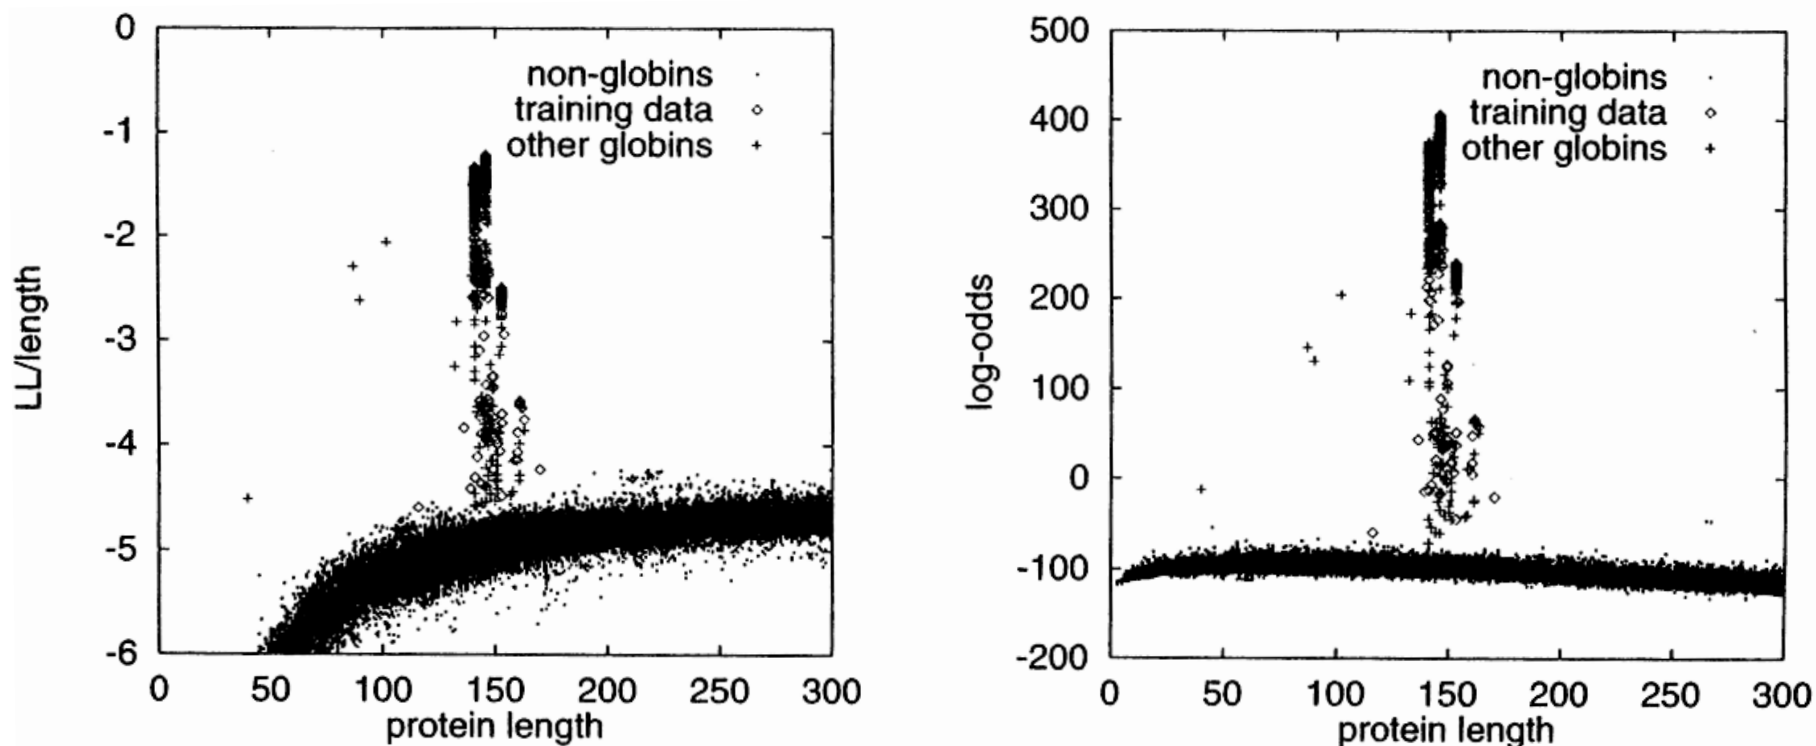 0
-1
-2
-3
-4
-5
-6
LL/length
non-globins
training data
other globins
0 50 100 150 200 250 300
protein length
500
400
300
200
100
0
-100
-200
log-odds
non-globins
training data
other globins
0 50 100 150 200 250 300
protein length